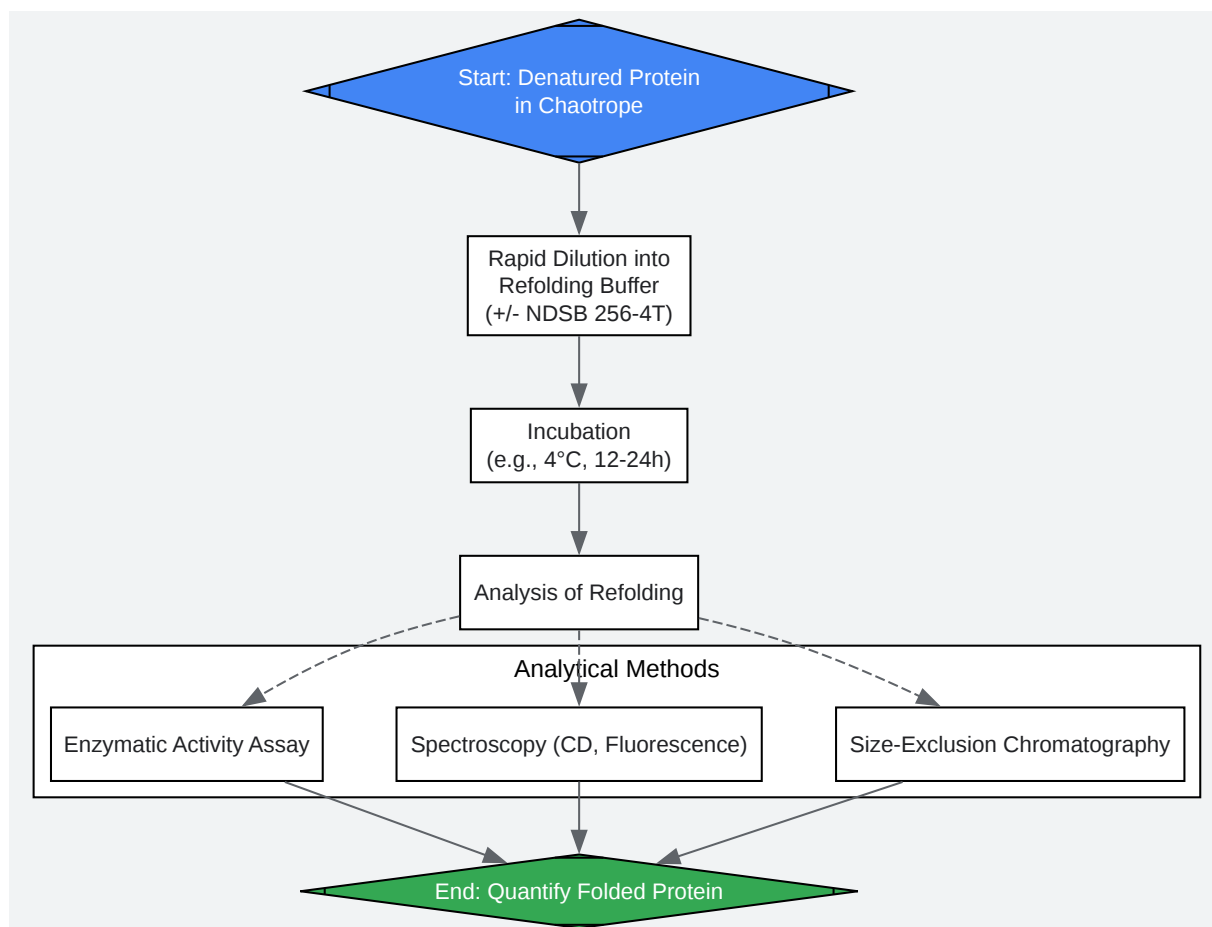 Start: Denatured Protein
in Chaotrope
Rapid Dilution into
Refolding Buffer
(+/- NDSB 256-4T)
Incubation
(e.g., 4°C, 12-24h)
Analysis of Refolding
Analytical Methods
Enzymatic Activity Assay
Spectroscopy (CD, Fluorescence)
Size-Exclusion Chromatography
End: Quantify Folded Protein